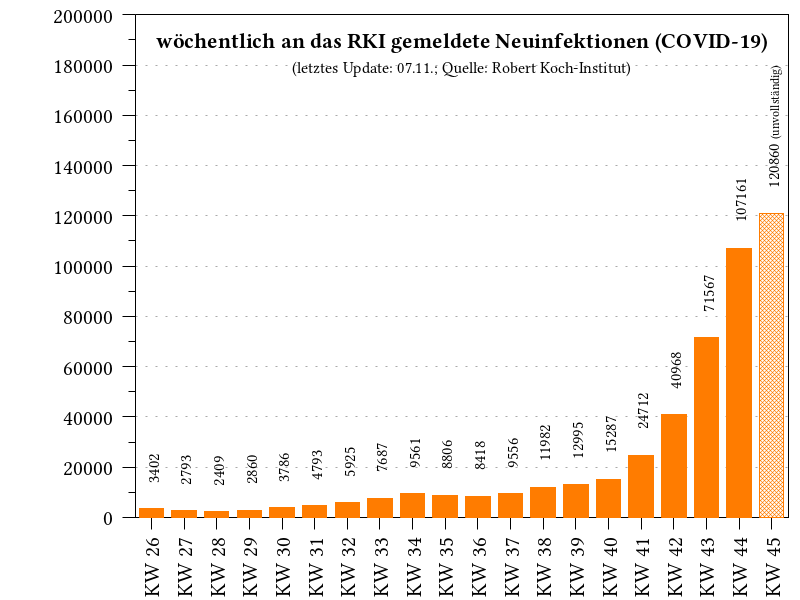 wöchentlich an das RKI gemeldete Neuinfektionen (COVID-19)
(letztes Update: 07.11.; Quelle: Robert Koch-Institut)
200000
180000
160000
140000
120000
100000
80000
60000
40000
20000
0
3402
2793
2409
2860
3786
4793
5925
7687
9561
8806
8418
9556
11982
12995
15287
24712
40968
71567
107161
120860 (unvollständig)
KW 26
KW 27
KW 28
KW 29
KW 30
KW 31
KW 32
KW 33
KW 34
KW 35
KW 36
KW 37
KW 38
KW 39
KW 40
KW 41
KW 42
KW 43
KW 44
KW 45